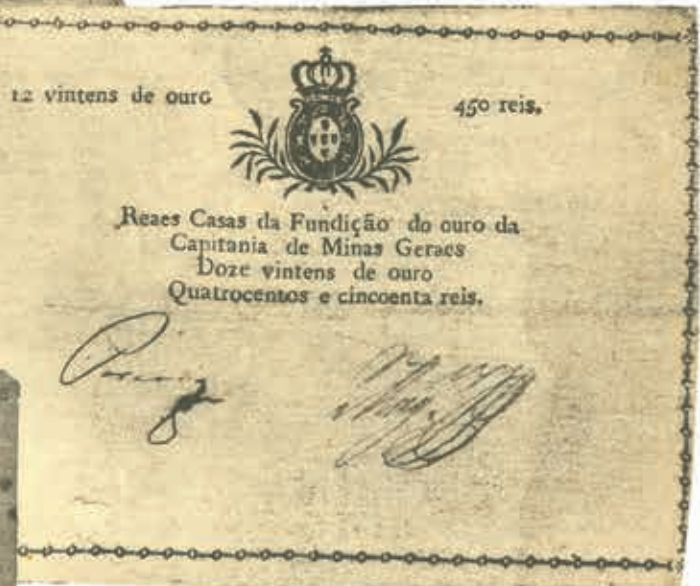 12 vintens de ouro
450 reis.
Reaes Casas da Fundição do ouro da
Capitania de Minas Geraes
Doze vintens de ouro
Quatrocentos e cincoenta reis.